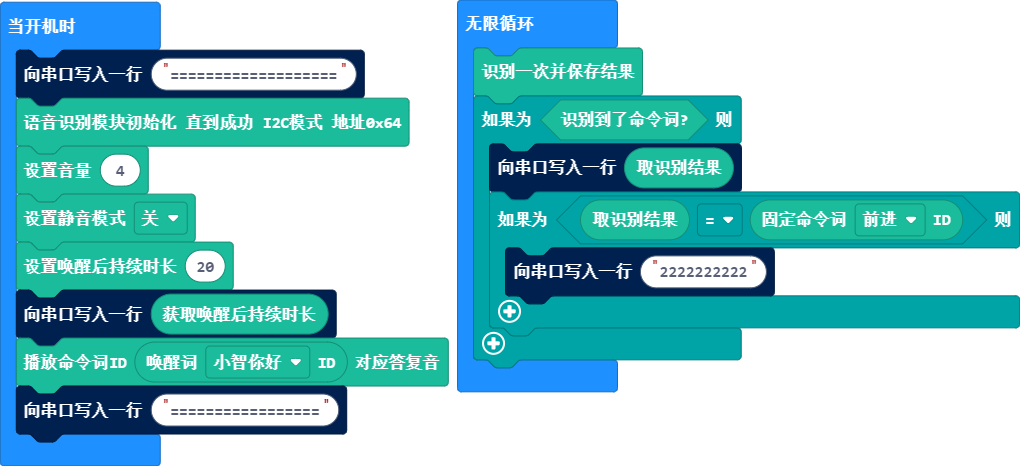 当开机时
向串口写入一行 "==================="
语音识别模块初始化 直到成功 I2C模式 地址0x64
设置音量 4
设置静音模式 关
设置唤醒后持续时长 20
向串口写入一行 获取唤醒后持续时长
播放命令词ID 唤醒词 小智你好 ID 对应答复音
向串口写入一行 "================="
无限循环
识别一次并保存结果
如果为 识别到了命令词? 则
向串口写入一行 取识别结果
如果为 取识别结果 = 固定命令词 前进 ID 则
向串口写入一行 "2222222222"